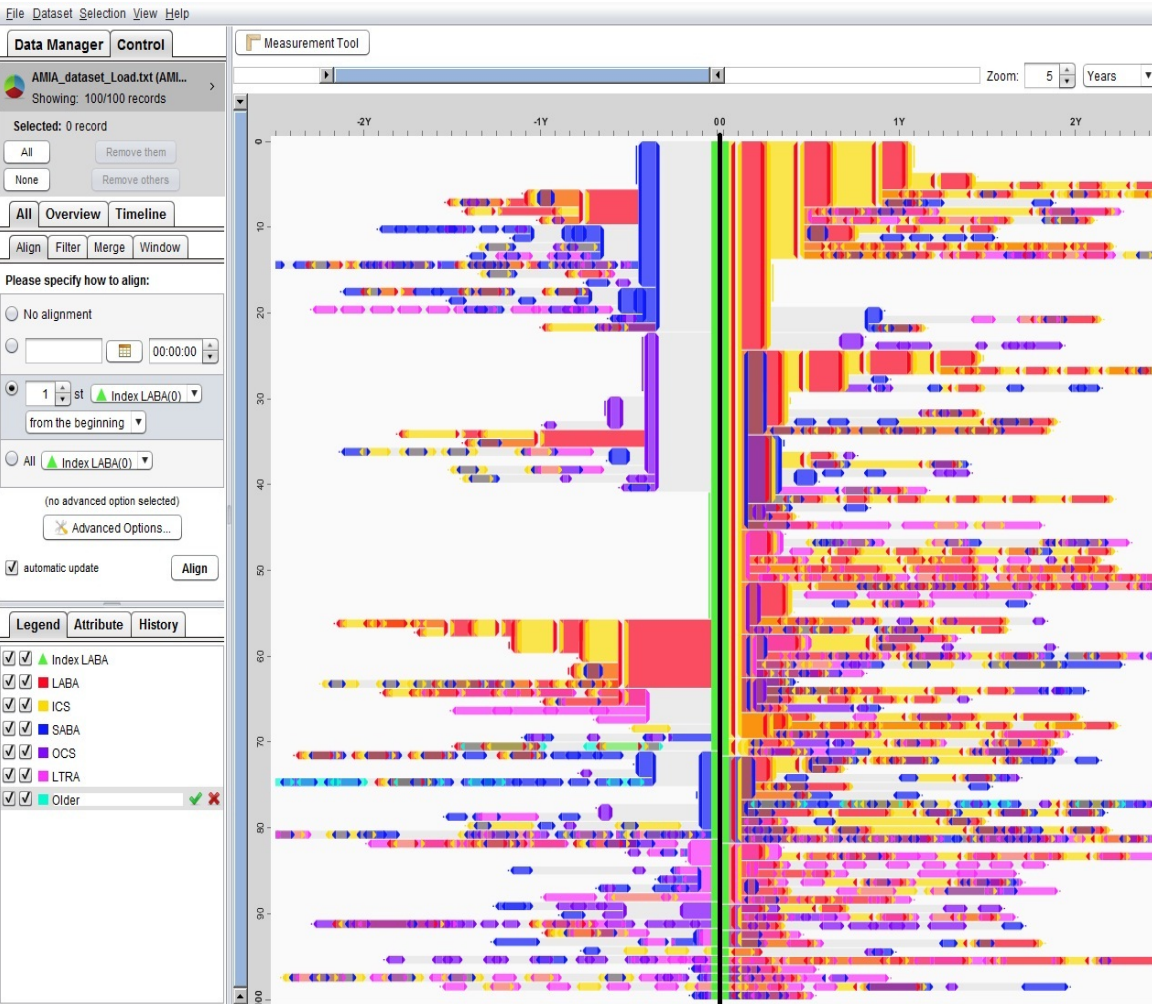 File Dataset Selection View Help
Data Manager Control
Measurement Tool
AMIA_dataset_Load.txt (AMI...
Showing: 100/100 records
Zoom: 5 Years
Selected: 0 record
All Remove them
None Remove others
All Overview Timeline
Align Filter Merge Window
Please specify how to align:
No alignment
00:00:00
1 st Index LABA(0)
from the beginning
All Index LABA(0)
(no advanced option selected)
Advanced Options...
automatic update Align
Legend Attribute History
Index LABA
LABA
ICS
SABA
OCS
LTRA
Older
-2Y -1Y 00 1Y 2Y
0
10
20
30
40
50
60
70
80
90
00